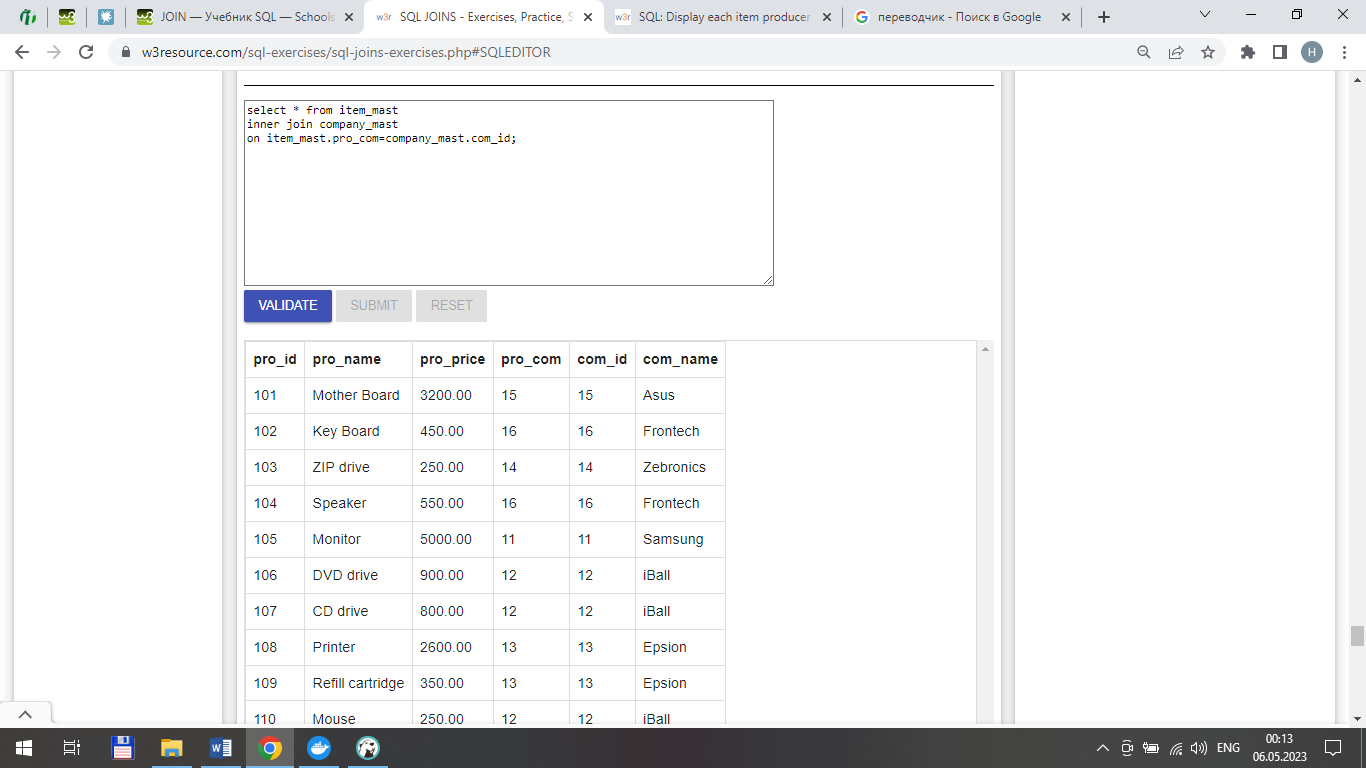 JOIN — Учебник SQL — Schools
SQL JOINS - Exercises, Practice, S
SQL: Display each item producer
переводчик - Поиск в Google
w3resource.com/sql-exercises/sql-joins-exercises.php#SQLEDITOR
H
select * from item_mast
inner join company_mast
on item_mast.pro_com=company_mast.com_id;
VALIDATE SUBMIT RESET
pro_id pro_name pro_price pro_com com_id com_name
101 Mother Board 3200.00 15 15 Asus
102 Key Board 450.00 16 16 Frontech
103 ZIP drive 250.00 14 14 Zebronics
104 Speaker 550.00 16 16 Frontech
105 Monitor 5000.00 11 11 Samsung
106 DVD drive 900.00 12 12 iBall
107 CD drive 800.00 12 12 iBall
108 Printer 2600.00 13 13 Epsion
109 Refill cartridge 350.00 13 13 Epsion
110 Mouse 250.00 12 12 iBall
ENG
00:13
06.05.2023